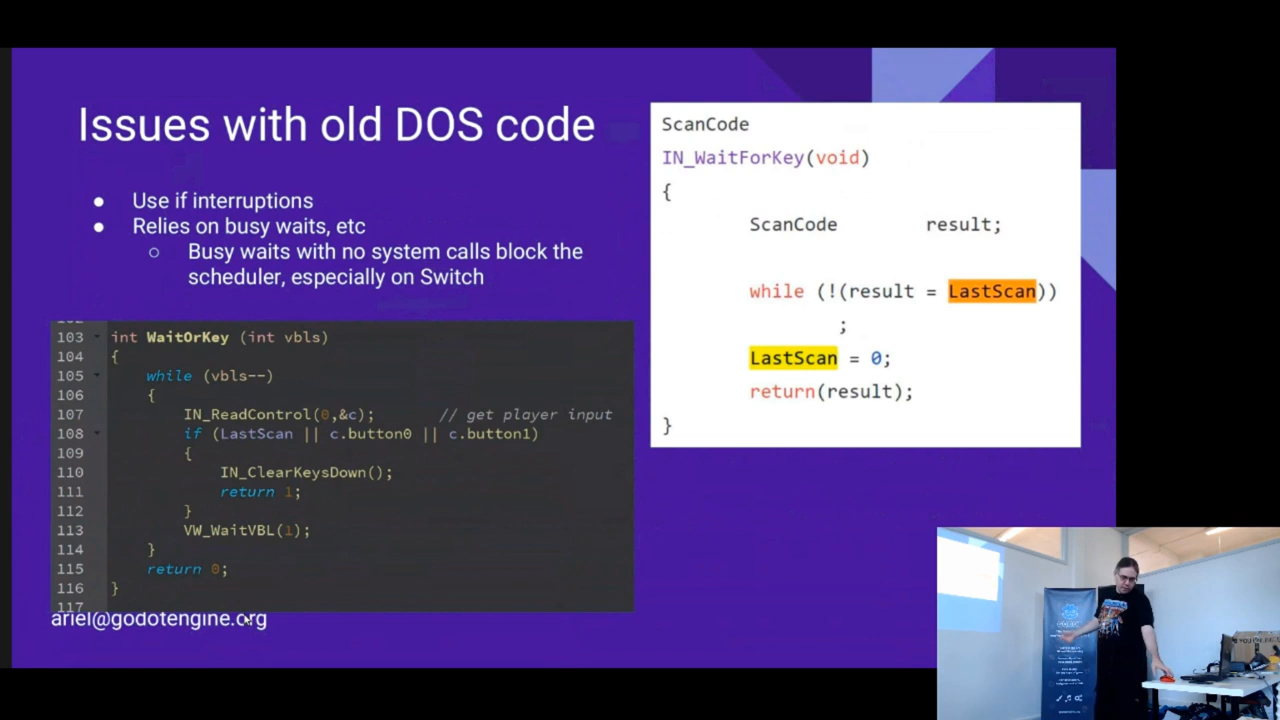 Issues with old DOS code
● Use if interruptions
● Relies on busy waits, etc
○ Busy waits with no system calls block the
scheduler, especially on Switch
103 int WaitOrKey (int vbls)
104 {
105 while (vbls--)
106 {
107 IN_ReadControl(0,&c); // get player input
108 if (LastScan || c.button0 || c.button1)
109 {
110 IN_ClearKeysDown();
111 return 1;
112 }
113 VW_WaitVBL(1);
114 }
115 return 0;
116 }
117
ariel@godotengine.org
ScanCode
IN_WaitForKey(void)
{
ScanCode result;
while (!(result = LastScan))
;
LastScan = 0;
return(result);
}